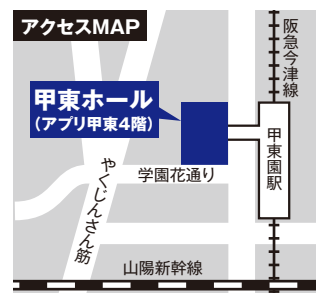 アクセスMAP
阪急今津線
甲東ホール
(アプリ甲東4階)
甲東園駅
学園花通り
やくじんさん筋
山陽新幹線